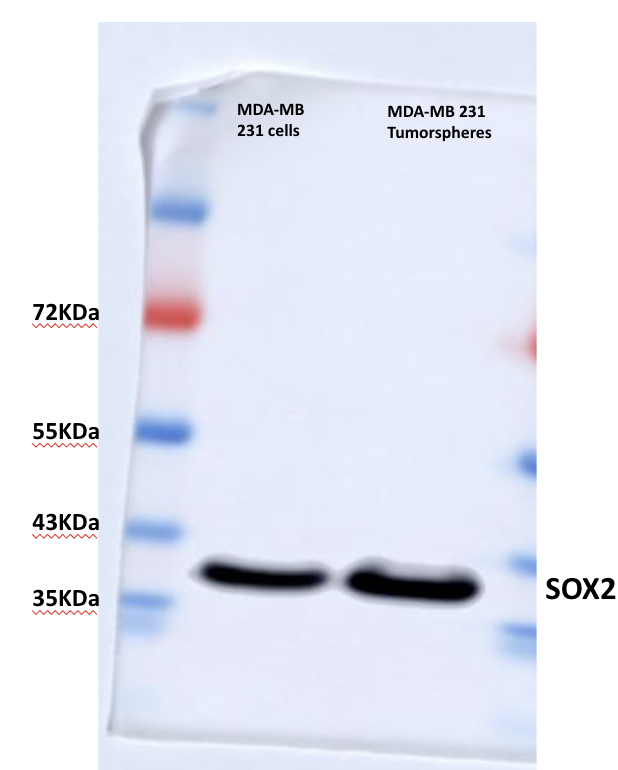 MDA-MB
231 cells
MDA-MB 231
Tumorspheres
72KDa
55KDa
43KDa
35KDa
SOX2